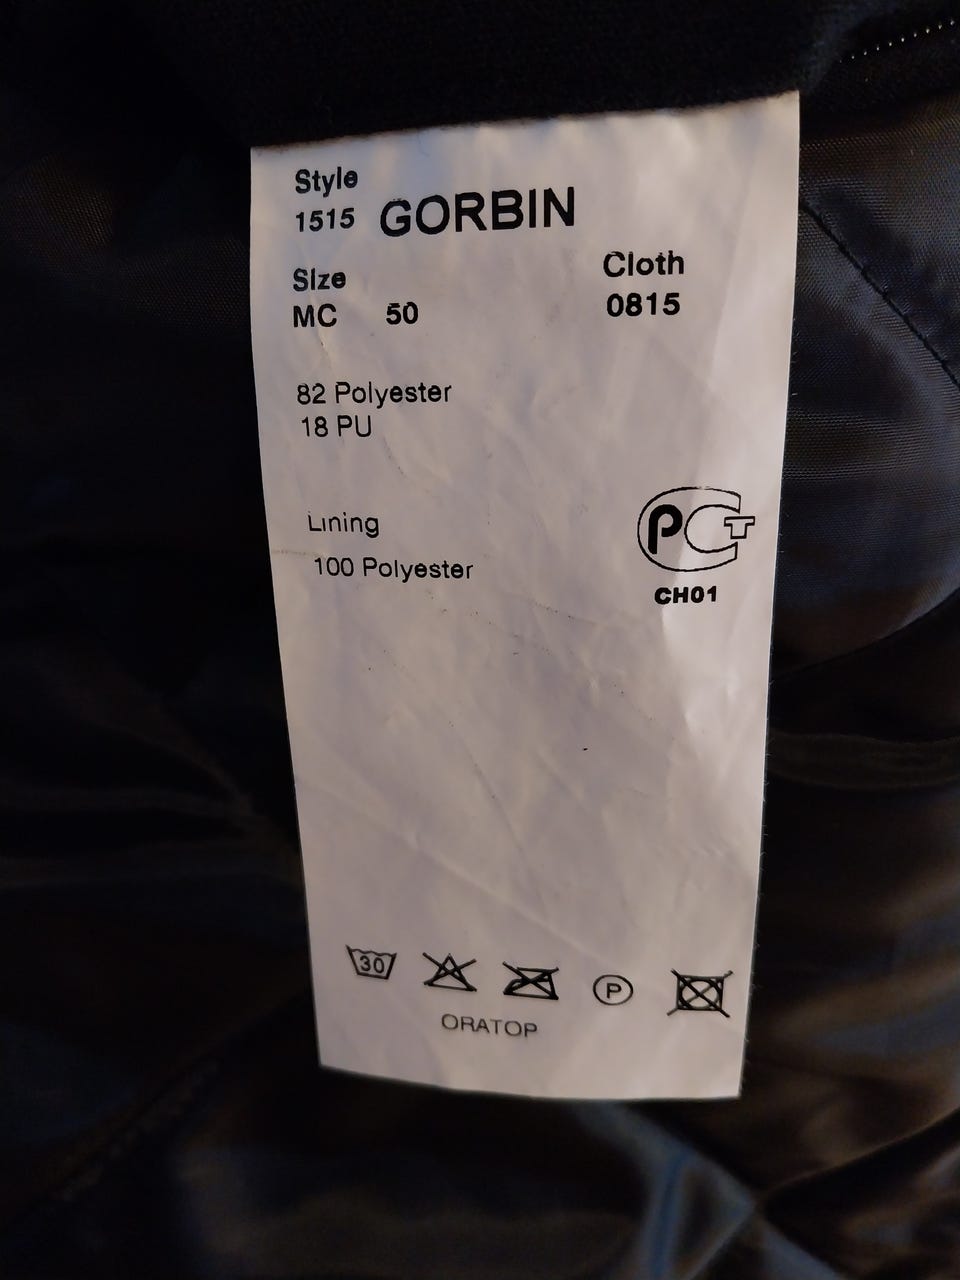 Style
1515 GORBIN
Size
MC 50
Cloth
0815
82 Polyester
18 PU
Lining
100 Polyester
PCT
CH01
30
P
ORATOP